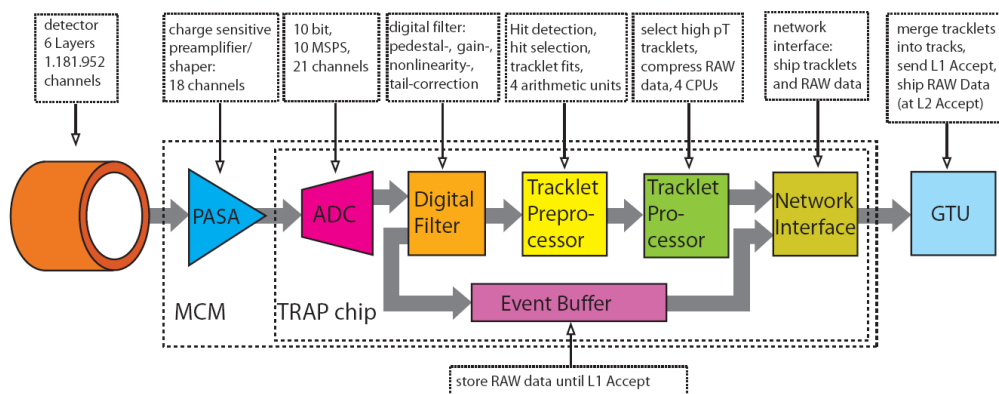 detector
6 Layers
1.181.952
channels
charge sensitive
preamplifier/
shaper:
18 channels
10 bit,
10 MSPS,
21 channels
digital filter:
pedestal-, gain-,
nonlinearity-,
tail-correction
Hit detection,
hit selection,
tracklet fits,
4 arithmetic units
select high pT
tracklets,
compress RAW
data, 4 CPUs
network
interface:
ship tracklets
and RAW data
merge tracklets
into tracks,
send L1 Accept,
ship RAW Data
(at L2 Accept)
PASA
ADC
Digital
Filter
Tracklet
Prepro-
cessor
Tracklet
Pro-
cessor
Network
Interface
GTU
Event Buffer
MCM
TRAP chip
store RAW data until L1 Accept